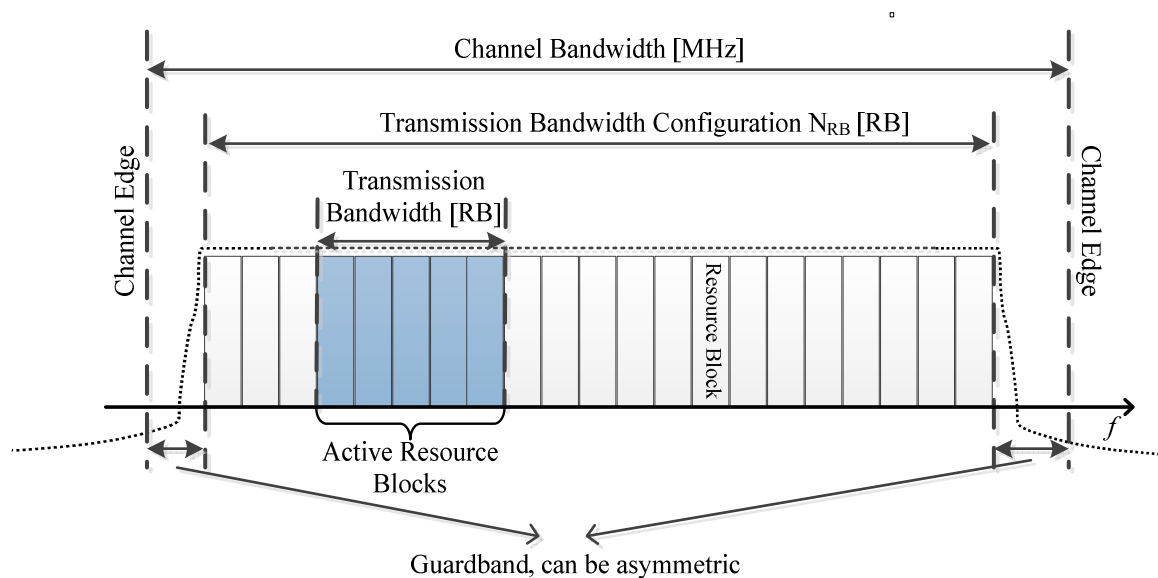 Channel Bandwidth [MHz]
Transmission Bandwidth Configuration N_RB [RB]
Channel Edge
Transmission
Bandwidth [RB]
Channel Edge
Resource Block
f
Active Resource
Blocks
Guardband, can be asymmetric